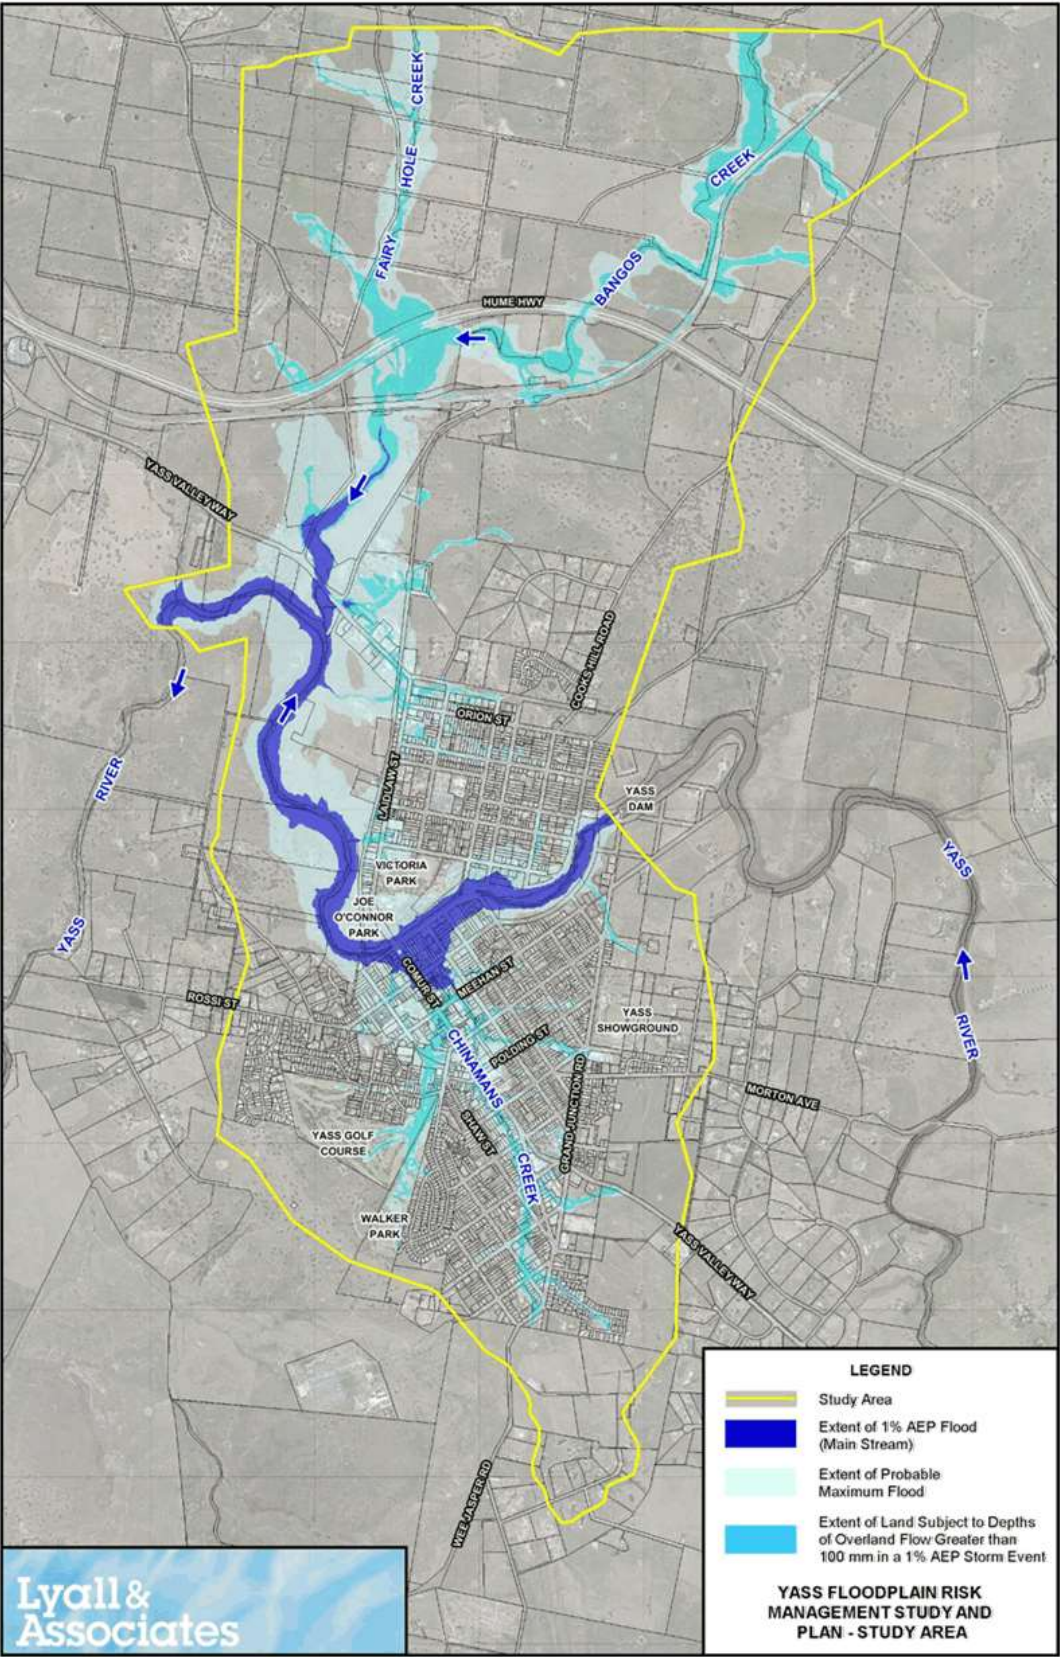 CREEK
HOLE
FAIRY
CREEK
BANGOS
HUME HWY
YASS VALLEY WAY
COOKS HILL ROAD
ORION ST
LAIDLAW ST
RIVER
YASS
YASS
DAM
VICTORIA
PARK
JOE
O'CONNOR
PARK
YASS
RIVER
COMUR ST
MEEHAN ST
ROSSI ST
YASS
SHOWGROUND
CHINAMANS
CREEK
POLDING ST
GRAND JUNCTION RD
MORTON AVE
SHAW ST
YASS GOLF
COURSE
WALKER
PARK
YASS VALLEY WAY
WEE JASPER RD
LEGEND
Study Area
Extent of 1% AEP Flood
(Main Stream)
Extent of Probable
Maximum Flood
Extent of Land Subject to Depths
of Overland Flow Greater than
100 mm in a 1% AEP Storm Event
YASS FLOODPLAIN RISK
MANAGEMENT STUDY AND
PLAN - STUDY AREA
Lyall &
Associates